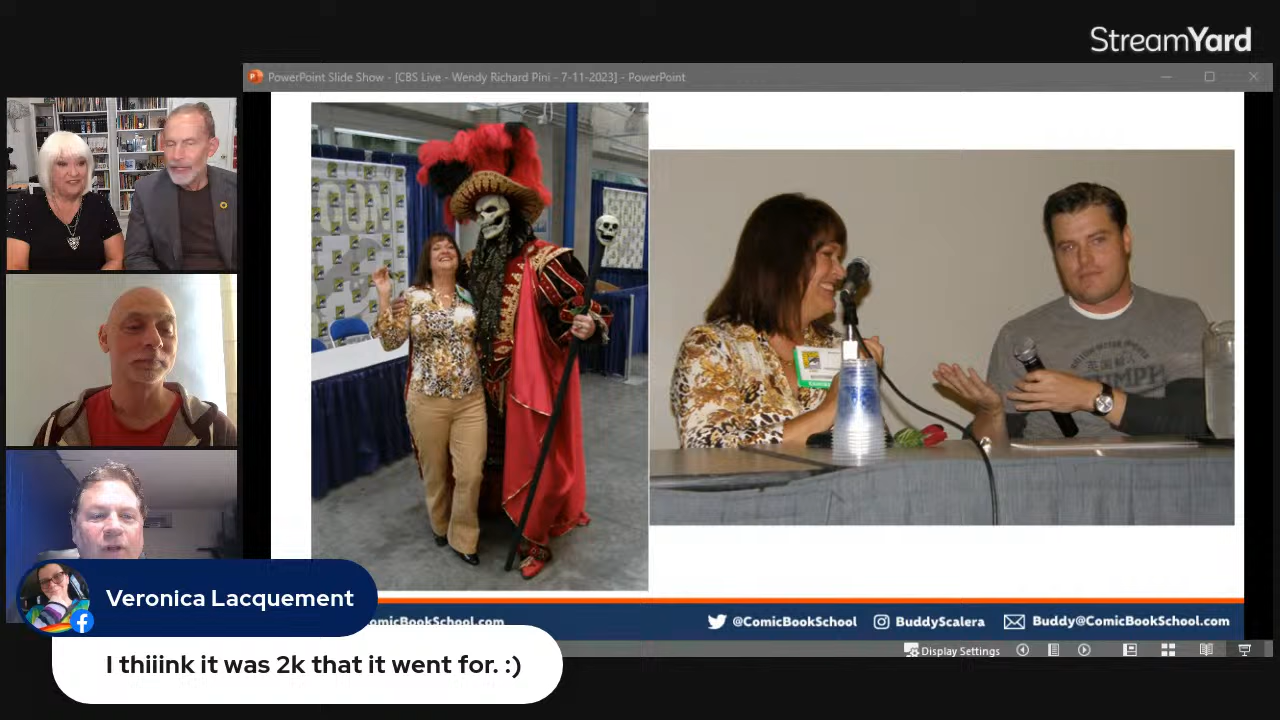 StreamYard
PowerPoint Slide Show - [CBS Live - Wendy Richard Pini - 7-11-2023] - PowerPoint
omicBookSchool.com
@ComicBookSchool
BuddyScalera
Buddy@ComicBookSchool.com
Display Settings
Veronica Lacquement
I thiiink it was 2k that it went for. :)